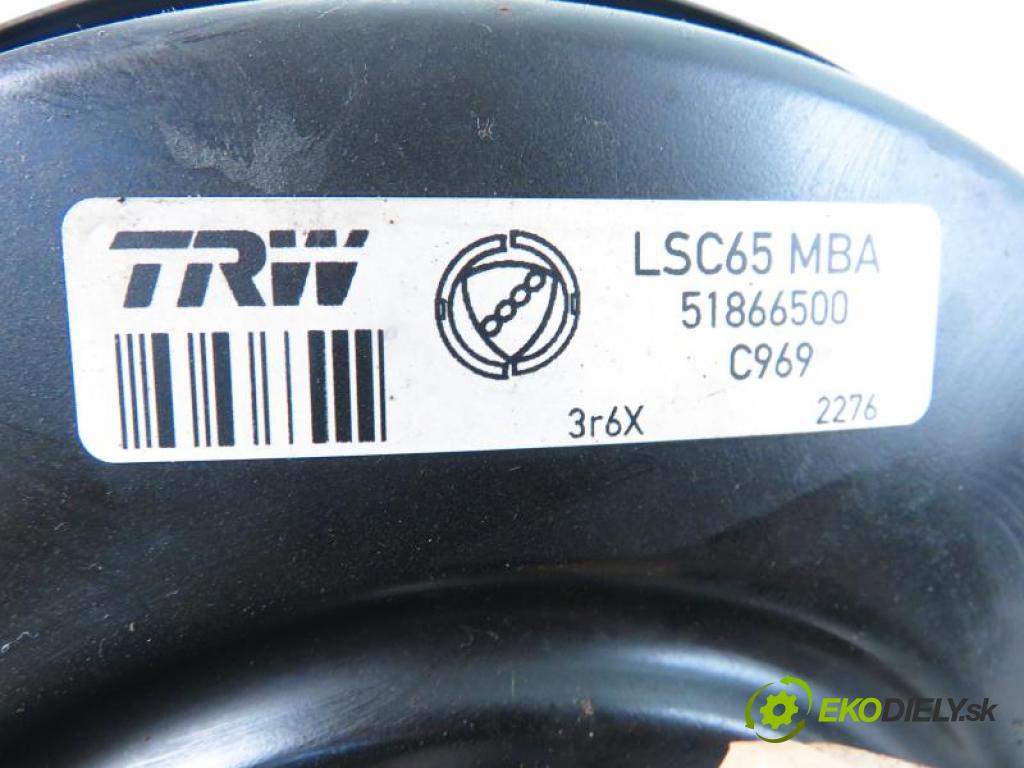 TRW
LSC65 MBA
51866500
C969
3r6X
2276
EKODIELY.sk